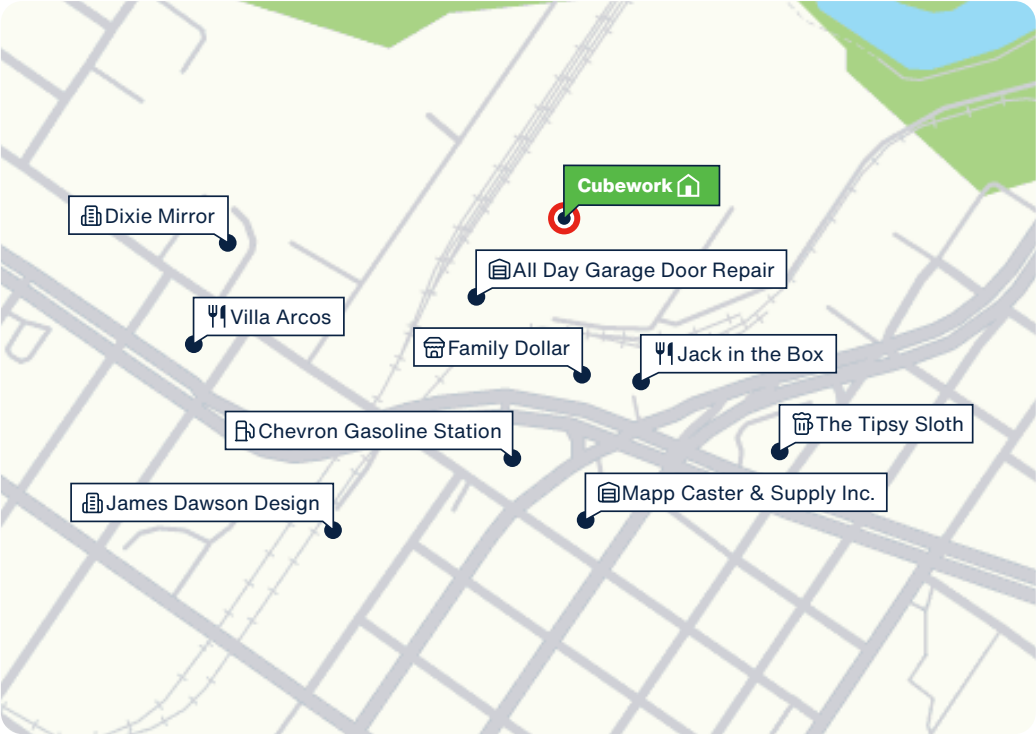 Cubework
Dixie Mirror
All Day Garage Door Repair
Villa Arcos
Family Dollar
Jack in the Box
The Tipsy Sloth
Chevron Gasoline Station
Mapp Caster & Supply Inc.
James Dawson Design